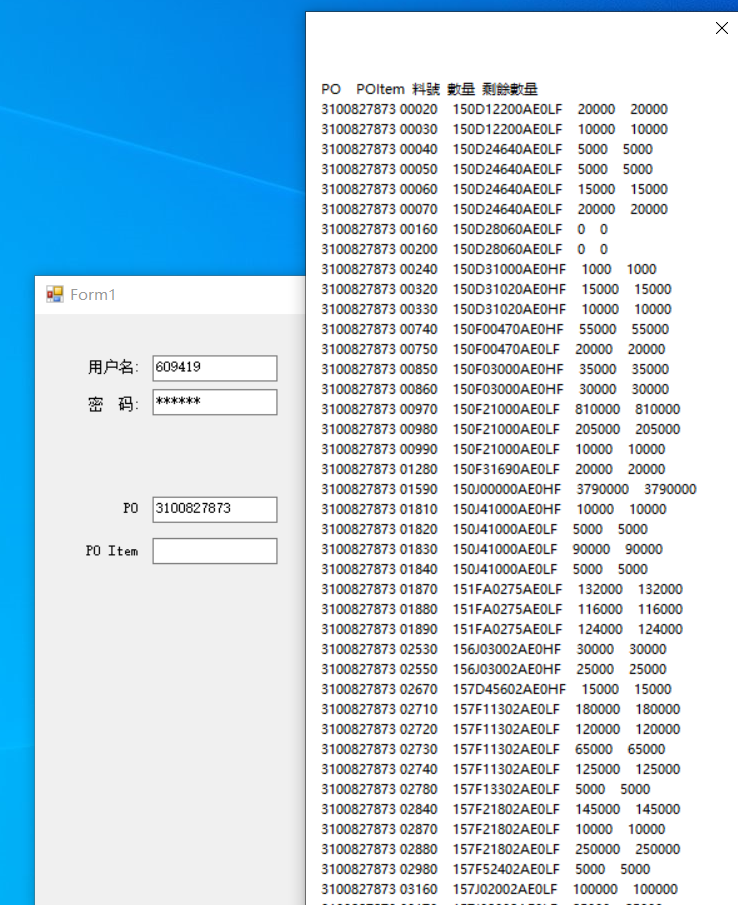 PO POItem 料號 數量 剩餘數量
3100827873 00020 150D12200AE0LF 20000 20000
3100827873 00030 150D12200AE0LF 10000 10000
3100827873 00040 150D24640AE0LF 5000 5000
3100827873 00050 150D24640AE0LF 5000 5000
3100827873 00060 150D24640AE0LF 15000 15000
3100827873 00070 150D24640AE0LF 20000 20000
3100827873 00160 150D28060AE0LF 0 0
3100827873 00200 150D28060AE0LF 0 0
3100827873 00240 150D31000AE0HF 1000 1000
3100827873 00320 150D31020AE0HF 15000 15000
3100827873 00330 150D31020AE0HF 10000 10000
3100827873 00740 150F00470AE0HF 55000 55000
3100827873 00750 150F00470AE0LF 20000 20000
3100827873 00850 150F03000AE0HF 35000 35000
3100827873 00860 150F03000AE0HF 30000 30000
3100827873 00970 150F21000AE0LF 810000 810000
3100827873 00980 150F21000AE0LF 205000 205000
3100827873 00990 150F21000AE0LF 10000 10000
3100827873 01280 150F31690AE0LF 20000 20000
3100827873 01590 150J00000AE0HF 3790000 3790000
3100827873 01810 150J41000AE0HF 10000 10000
3100827873 01820 150J41000AE0LF 5000 5000
3100827873 01830 150J41000AE0LF 90000 90000
3100827873 01840 150J41000AE0LF 5000 5000
3100827873 01870 151FA0275AE0LF 132000 132000
3100827873 01880 151FA0275AE0LF 116000 116000
3100827873 01890 151FA0275AE0LF 124000 124000
3100827873 02530 156J03002AE0HF 30000 30000
3100827873 02550 156J03002AE0HF 25000 25000
3100827873 02670 157D45602AE0HF 15000 15000
3100827873 02710 157F11302AE0LF 180000 180000
3100827873 02720 157F11302AE0LF 120000 120000
3100827873 02730 157F11302AE0LF 65000 65000
3100827873 02740 157F11302AE0LF 125000 125000
3100827873 02780 157F13302AE0LF 5000 5000
3100827873 02840 157F21802AE0LF 145000 145000
3100827873 02870 157F21802AE0LF 10000 10000
3100827873 02880 157F21802AE0LF 250000 250000
3100827873 02980 157F52402AE0LF 5000 5000
3100827873 03160 157J02002AE0LF 100000 100000
Form1
用户名: 609419
密 码: ******
PO 3100827873
PO Item